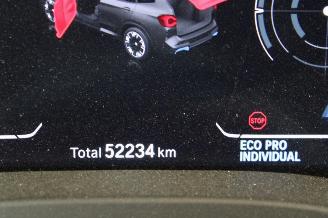 STOP
Total 52234 km
ECO PRO
INDIVIDUAL